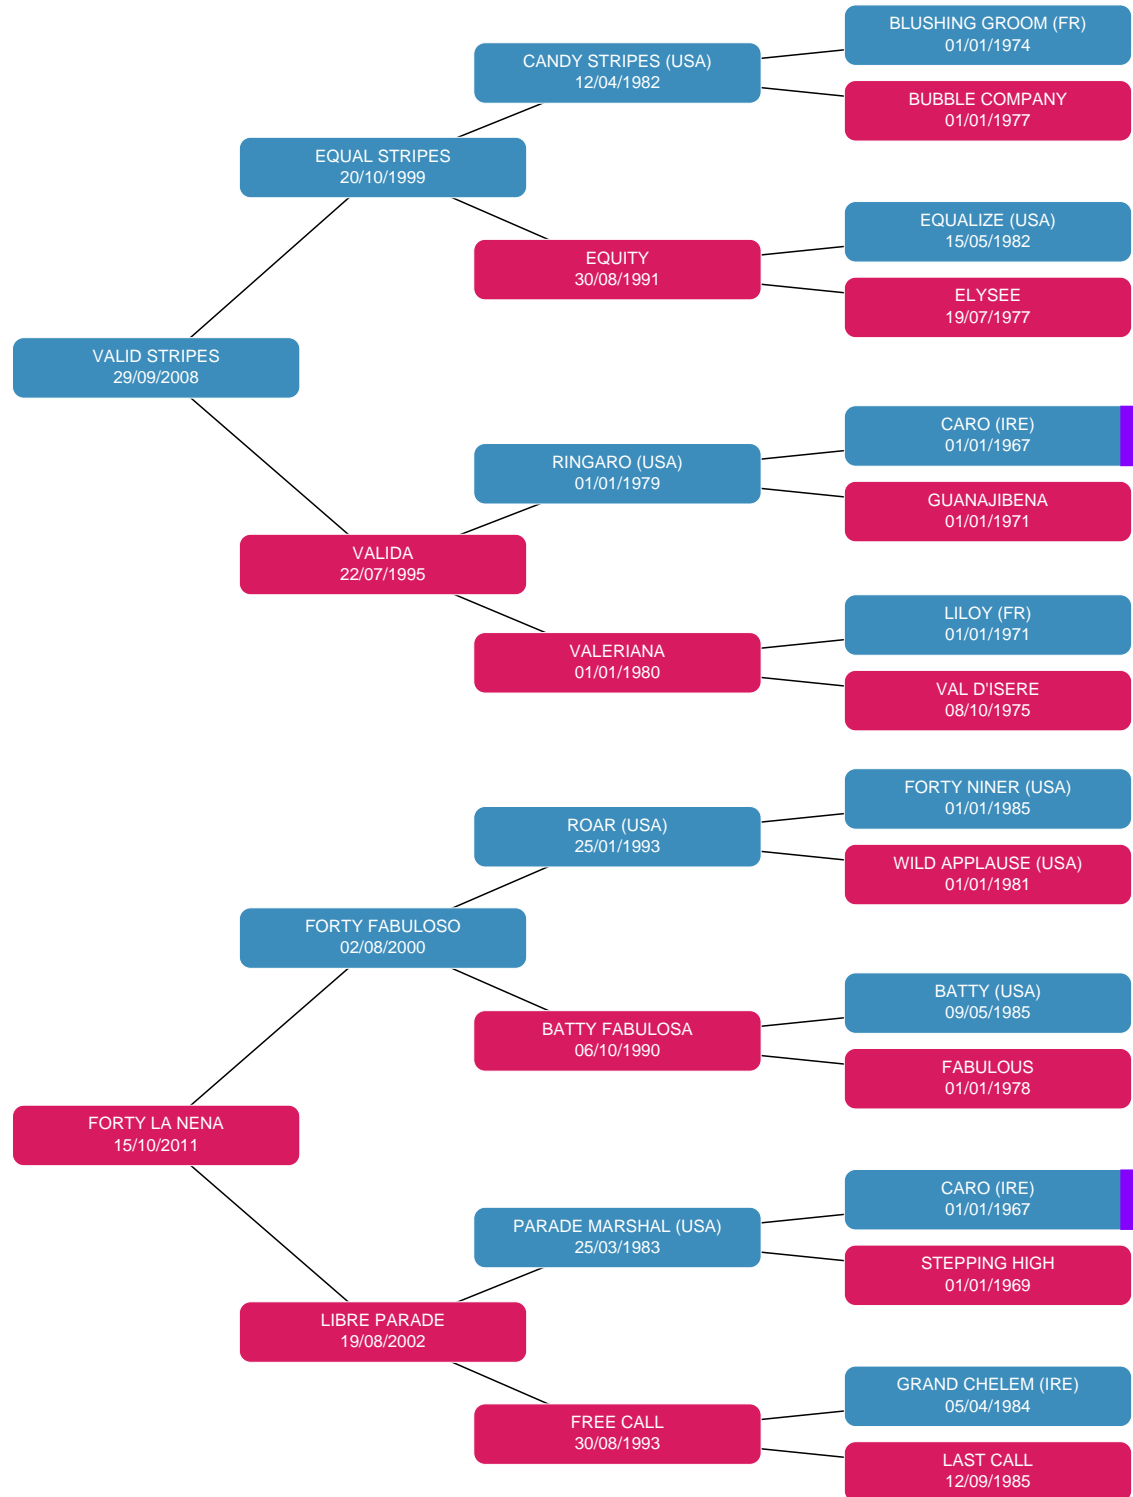 BLUSHING GROOM (FR)
01/01/1974
CANDY STRIPES (USA)
12/04/1982
BUBBLE COMPANY
01/01/1977
EQUAL STRIPES
20/10/1999
EQUALIZE (USA)
15/05/1982
EQUITY
30/08/1991
ELYSEE
19/07/1977
VALID STRIPES
29/09/2008
CARO (IRE)
01/01/1967
RINGARO (USA)
01/01/1979
GUANAJIBENA
01/01/1971
VALIDA
22/07/1995
LILOY (FR)
01/01/1971
VALERIANA
01/01/1980
VAL D'ISERE
08/10/1975
FORTY NINER (USA)
01/01/1985
ROAR (USA)
25/01/1993
WILD APPLAUSE (USA)
01/01/1981
FORTY FABULOSO
02/08/2000
BATTY (USA)
09/05/1985
BATTY FABULOSA
06/10/1990
FABULOUS
01/01/1978
FORTY LA NENA
15/10/2011
CARO (IRE)
01/01/1967
PARADE MARSHAL (USA)
25/03/1983
STEPPING HIGH
01/01/1969
LIBRE PARADE
19/08/2002
GRAND CHELEM (IRE)
05/04/1984
FREE CALL
30/08/1993
LAST CALL
12/09/1985